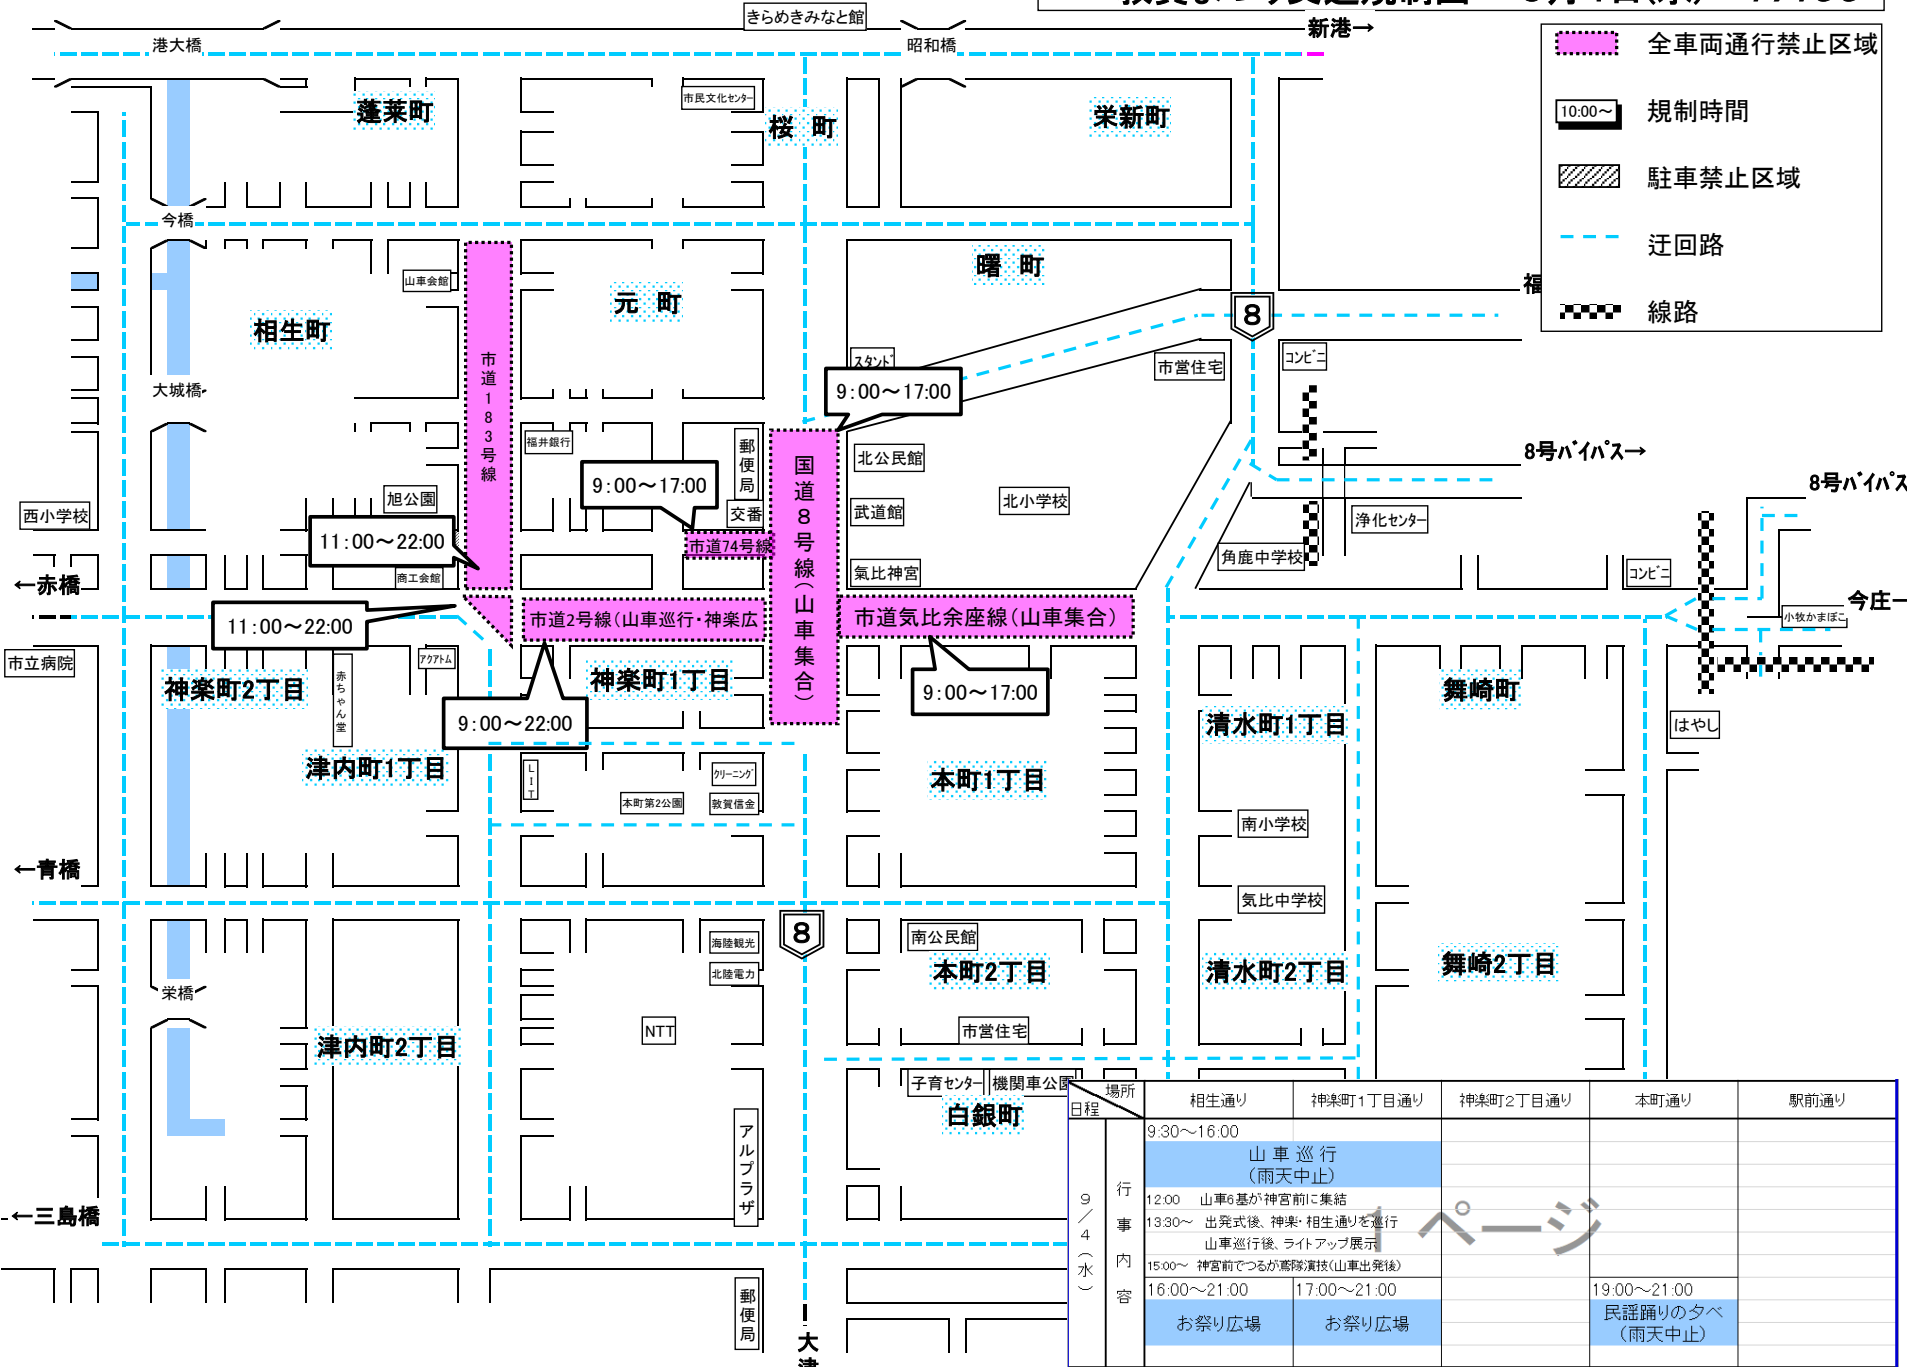 きらめきみなと館
新港→
港大橋
昭和橋
全車両通行禁止区域
10:00～
規制時間
駐車禁止区域
迂回路
線路
蓬莱町
市民文化センター
桜 町
栄新町
今橋
山車会館
元 町
曙 町
福
8
相生町
市道183号線
スタンド
コンビニ
市営住宅
大城橋
9:00～17:00
福井銀行
郵便局
北公民館
8号バイパス→
8号バイパス
9:00～17:00
国道8号線(山車集合)
旭公園
西小学校
交番
武道館
北小学校
浄化センター
11:00～22:00
市道74号線
角鹿中学校
商工会館
氣比神宮
コンビニ
←赤橋
今庄ー
11:00～22:00
市道2号線(山車巡行・神楽広
市道気比余座線(山車集合)
小牧かまぼこ
市立病院
アクアトム
赤ちゃん堂
神楽町2丁目
神楽町1丁目
9:00～17:00
舞崎町
9:00～22:00
清水町1丁目
はやし
津内町1丁目
LIT
クリーニング
本町1丁目
本町第2公園
敦賀信金
南小学校
←青橋
気比中学校
8
海陸観光
南公民館
北陸電力
本町2丁目
清水町2丁目
舞崎2丁目
栄橋
NTT
市営住宅
津内町2丁目
子育センター
機関車公園
白銀町
アルプラザ
←三島橋
郵便局
大津
場所
日程
相生通り
神楽町1丁目通り
神楽町2丁目通り
本町通り
駅前通り
9/4(水)
行事内容
9:30～16:00
山車巡行
(雨天中止)
12:00 山車6基が神宮前に集結
13:30～ 出発式後、神楽・相生通りを巡行
山車巡行後、ライトアップ展示
15:00～ 神宮前でつるが鳶隊演技(山車出発後)
16:00～21:00
17:00～21:00
19:00～21:00
お祭り広場
お祭り広場
民謡踊りの夕べ
(雨天中止)
1 ページ